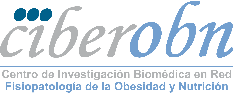 ciberobn
Centro de Investigación Biomédica en Red
Fisiopatología de la Obesidad y Nutrición